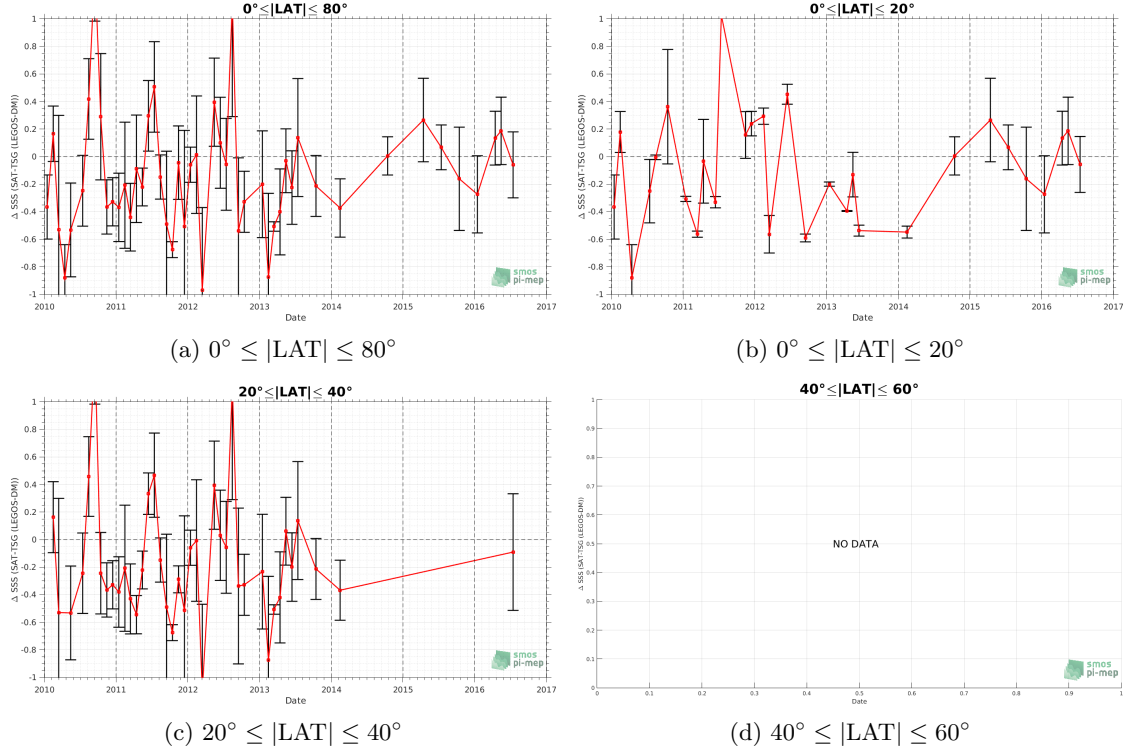 0°≤|LAT|≤ 80°
Δ SSS (SAT-TSG (LEGOS-DM))
1
0.8
0.6
0.4
0.2
0
-0.2
-0.4
-0.6
-0.8
-1
2010 2011 2012 2013 2014 2015 2016 2017
Date
smos
pi-mep
(a) 0° ≤ |LAT| ≤ 80°
0°≤|LAT|≤ 20°
Δ SSS (SAT-TSG (LEGOS-DM))
1
0.8
0.6
0.4
0.2
0
-0.2
-0.4
-0.6
-0.8
-1
2010 2011 2012 2013 2014 2015 2016 2017
Date
smos
pi-mep
(b) 0° ≤ |LAT| ≤ 20°
20°≤|LAT|≤ 40°
Δ SSS (SAT-TSG (LEGOS-DM))
1
0.8
0.6
0.4
0.2
0
-0.2
-0.4
-0.6
-0.8
-1
2010 2011 2012 2013 2014 2015 2016 2017
Date
smos
pi-mep
(c) 20° ≤ |LAT| ≤ 40°
40°≤|LAT|≤ 60°
Δ SSS (SAT-TSG (LEGOS-DM))
1
0.9
0.8
0.7
0.6
0.5
0.4
0.3
0.2
0.1
0
NO DATA
0 0.1 0.2 0.3 0.4 0.5 0.6 0.7 0.8 0.9 1
Date
smos
pi-mep
(d) 40° ≤ |LAT| ≤ 60°